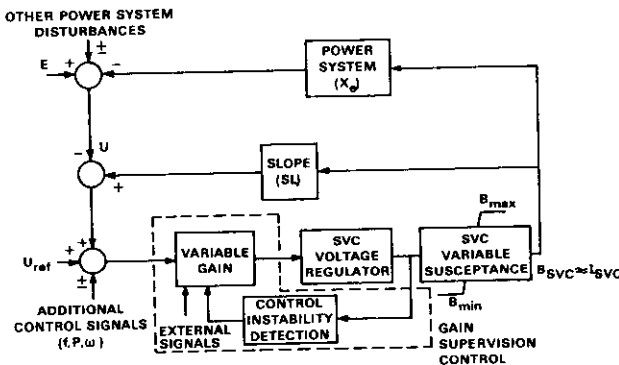 OTHER POWER SYSTEM
DISTURBANCES
±
E
+
−
POWER
SYSTEM
(Xe)
−
U
+
SLOPE
(SL)
Bmax
+
+
Uref
±
VARIABLE
GAIN
SVC
VOLTAGE
REGULATOR
SVC
VARIABLE
SUSCEPTANCE
BSVC≈ISVC
Bmin
ADDITIONAL
CONTROL SIGNALS
(f, P, ω)
EXTERNAL
SIGNALS
CONTROL
INSTABILITY
DETECTION
GAIN
SUPERVISION
CONTROL